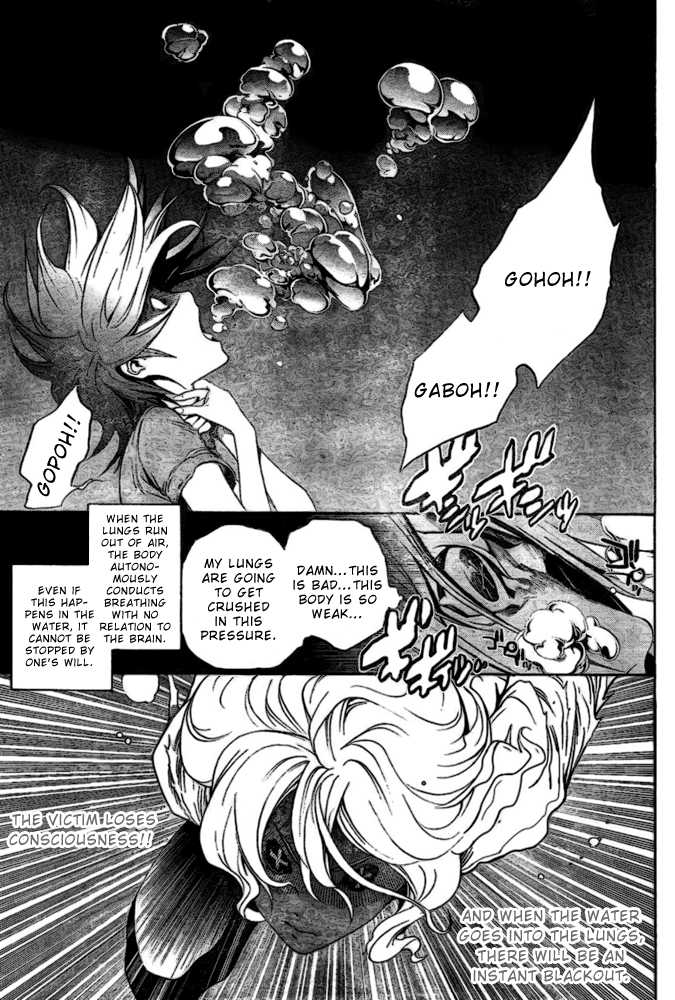 GOHOH!!
GABOH!!
GOPOH!!
DAMN...THIS
IS BAD...THIS
BODY IS SO
WEAK...
MY LUNGS
ARE GOING
TO GET
CRUSHED
IN THIS
PRESSURE.
WHEN THE
LUNGS RUN
OUT OF AIR,
THE BODY
AUTONO-
MOUSLY
CONDUCTS
BREATHING
WITH NO
RELATION TO
THE BRAIN.
EVEN IF
THIS HAP-
PENS IN THE
WATER, IT
CANNOT BE
STOPPED BY
ONE'S WILL.
AND WHEN THE WATER
GOES INTO THE LUNGS,
THERE WILL BE AN
INSTANT BLACKOUT.
THE VICTIM LOSES
CONSCIOUSNESS!!